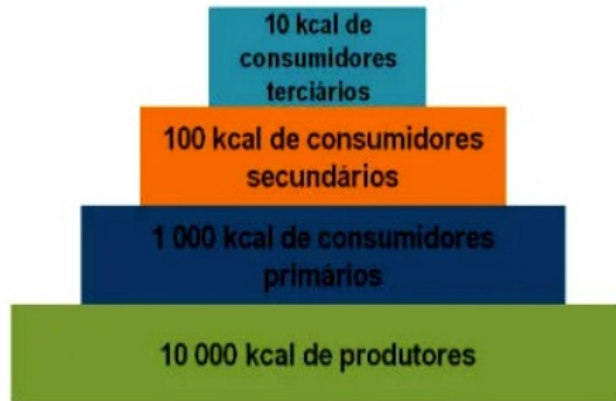 10 kcal de
consumidores
terciários
100 kcal de consumidores
secundários
1 000 kcal de consumidores
primários
10 000 kcal de produtores